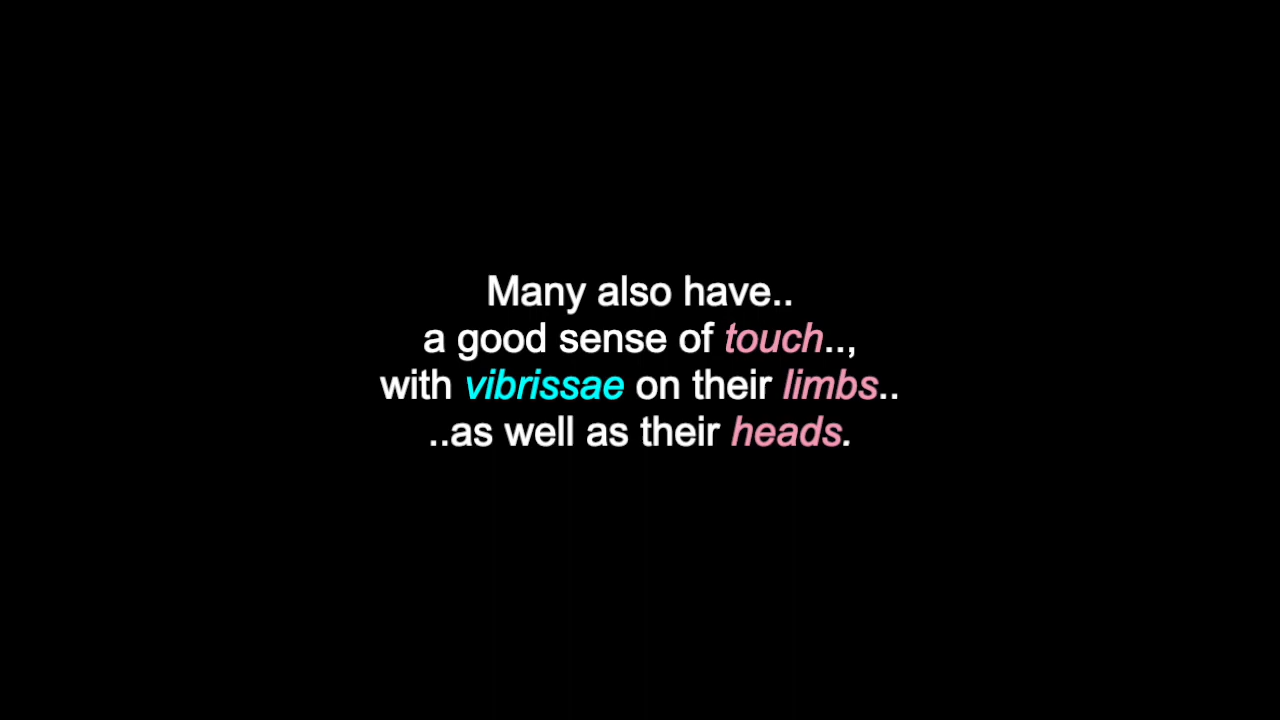 Many also have..
a good sense of touch..,
with vibrissae on their limbs..
..as well as their heads.